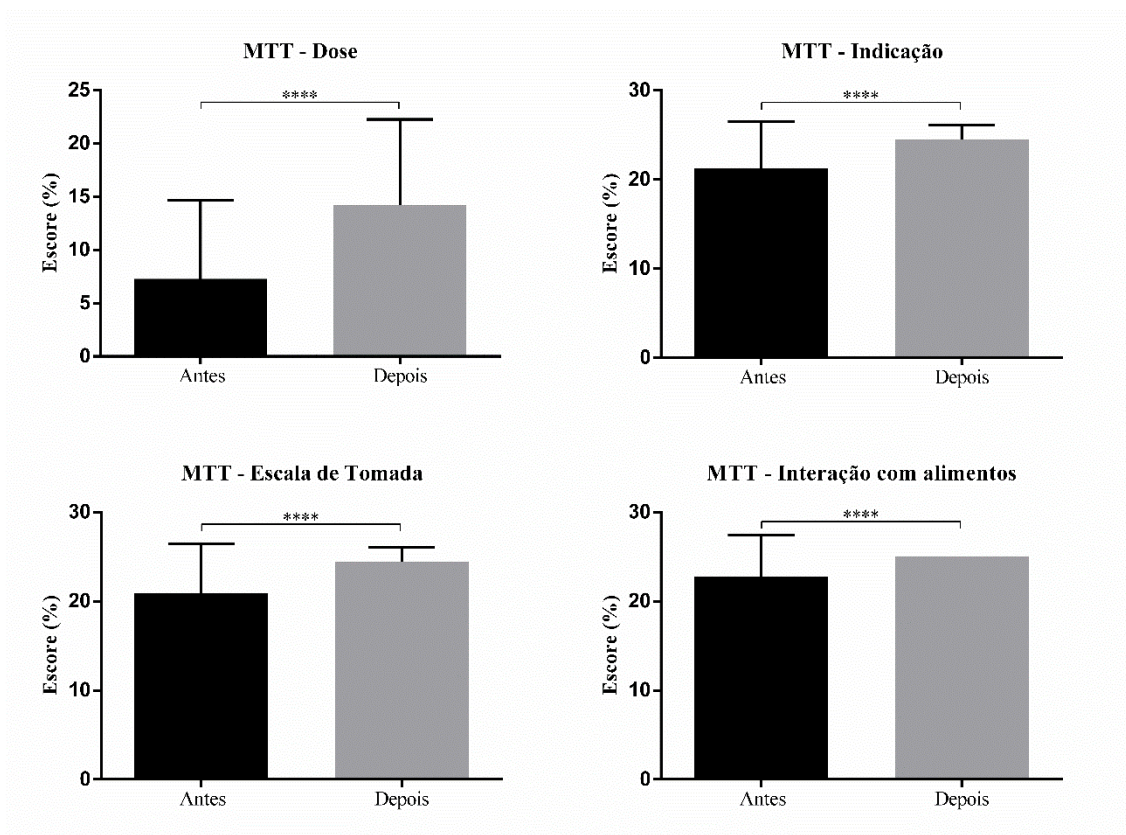 MTT - Dose
****
25
20
15
10
5
0
Escore (%)
Antes
Depois
MTT - Indicação
****
30
20
10
0
Escore (%)
Antes
Depois
MTT - Escala de Tomada
****
30
20
10
0
Escore (%)
Antes
Depois
MTT - Interação com alimentos
****
30
20
10
0
Escore (%)
Antes
Depois